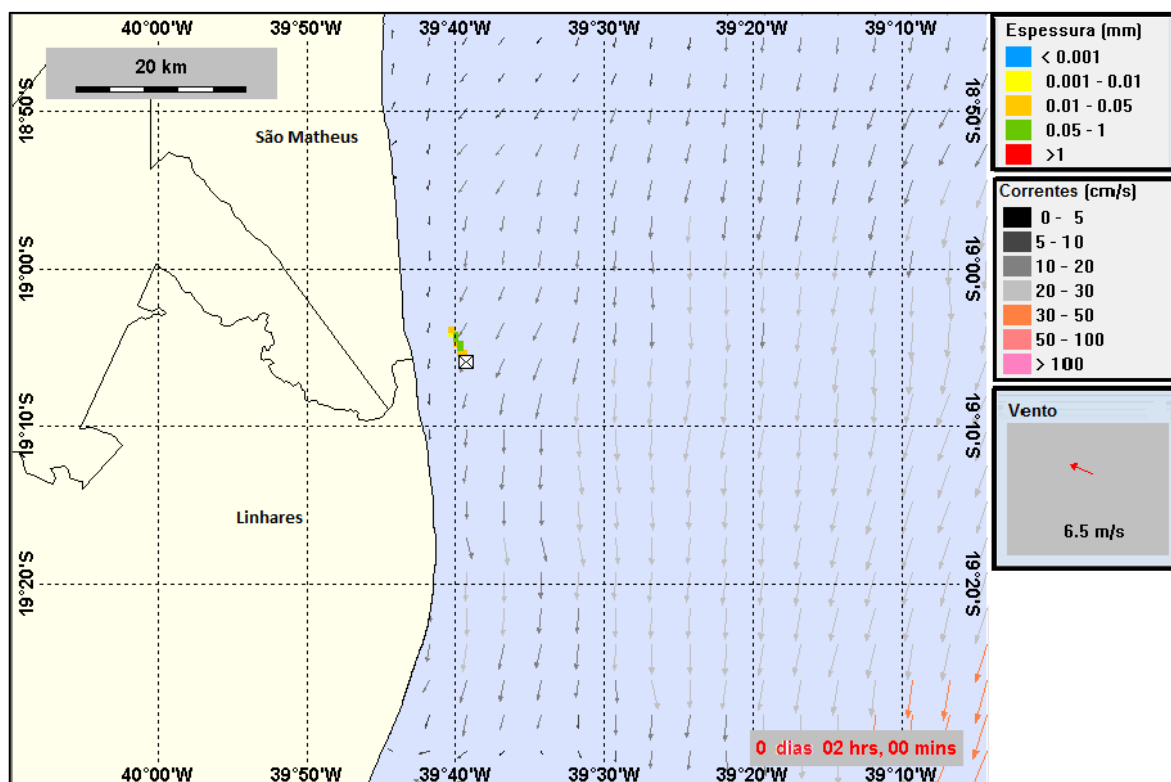 40°00'W 39°50'W 39°40'W 39°30'W 39°20'W 39°10'W
20 km
18°50'S
18°50'S
São Matheus
19°00'S
19°00'S
19°10'S
19°10'S
Linhares
19°20'S
19°20'S
0 dias 02 hrs, 00 mins
40°00'W 39°50'W 39°40'W 39°30'W 39°20'W 39°10'W
Espessura (mm)
< 0.001
0.001 - 0.01
0.01 - 0.05
0.05 - 1
>1
Correntes (cm/s)
0 - 5
5 - 10
10 - 20
20 - 30
30 - 50
50 - 100
> 100
Vento
6.5 m/s